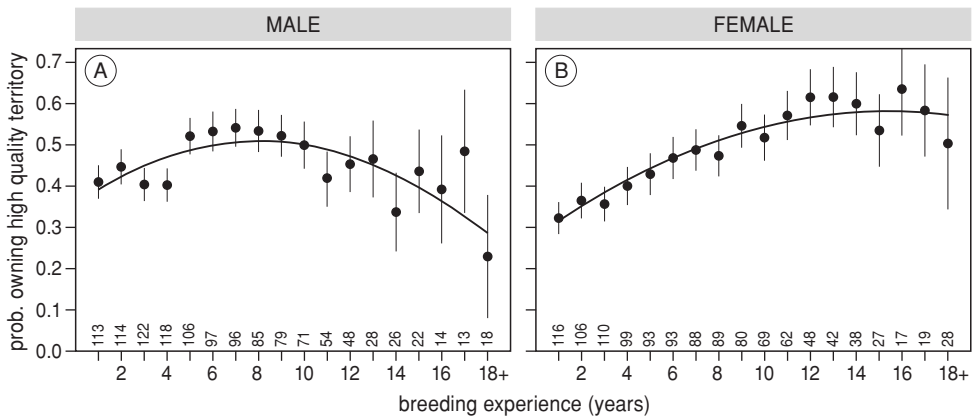 MALE
FEMALE
prob. owning high quality territory
0.7
0.6
0.5
0.4
0.3
0.2
0.1
0.0
A
113 114 122 118 106 97 96 85 79 71 54 48 28 26 22 14 13 18
2 4 6 8 10 12 14 16 18+
B
116 106 110 99 93 93 88 89 80 69 62 48 42 38 27 17 19 28
2 4 6 8 10 12 14 16 18+
breeding experience (years)